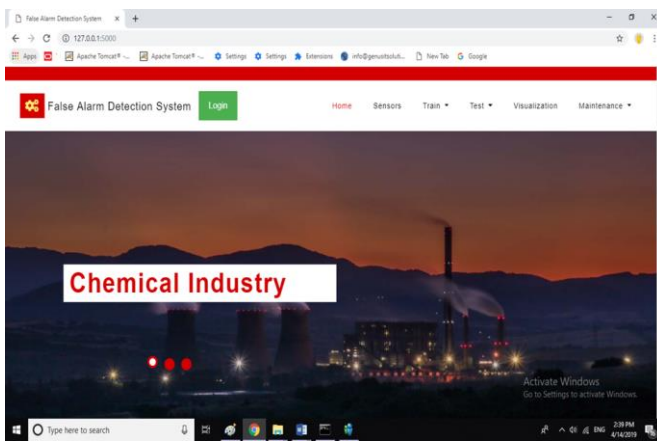 False Alarm Detection System
127.0.0.1:5000
Apps Apache Tomcat® -... Apache Tomcat® -... Settings Settings Extensions info@genusitsoluti... New Tab Google
False Alarm Detection System Login Home Sensors Train Test Visualization Maintenance
Chemical Industry
Activate Windows
Go to Settings to activate Windows.
Type here to search ENG 2:39 PM
4/14/2019